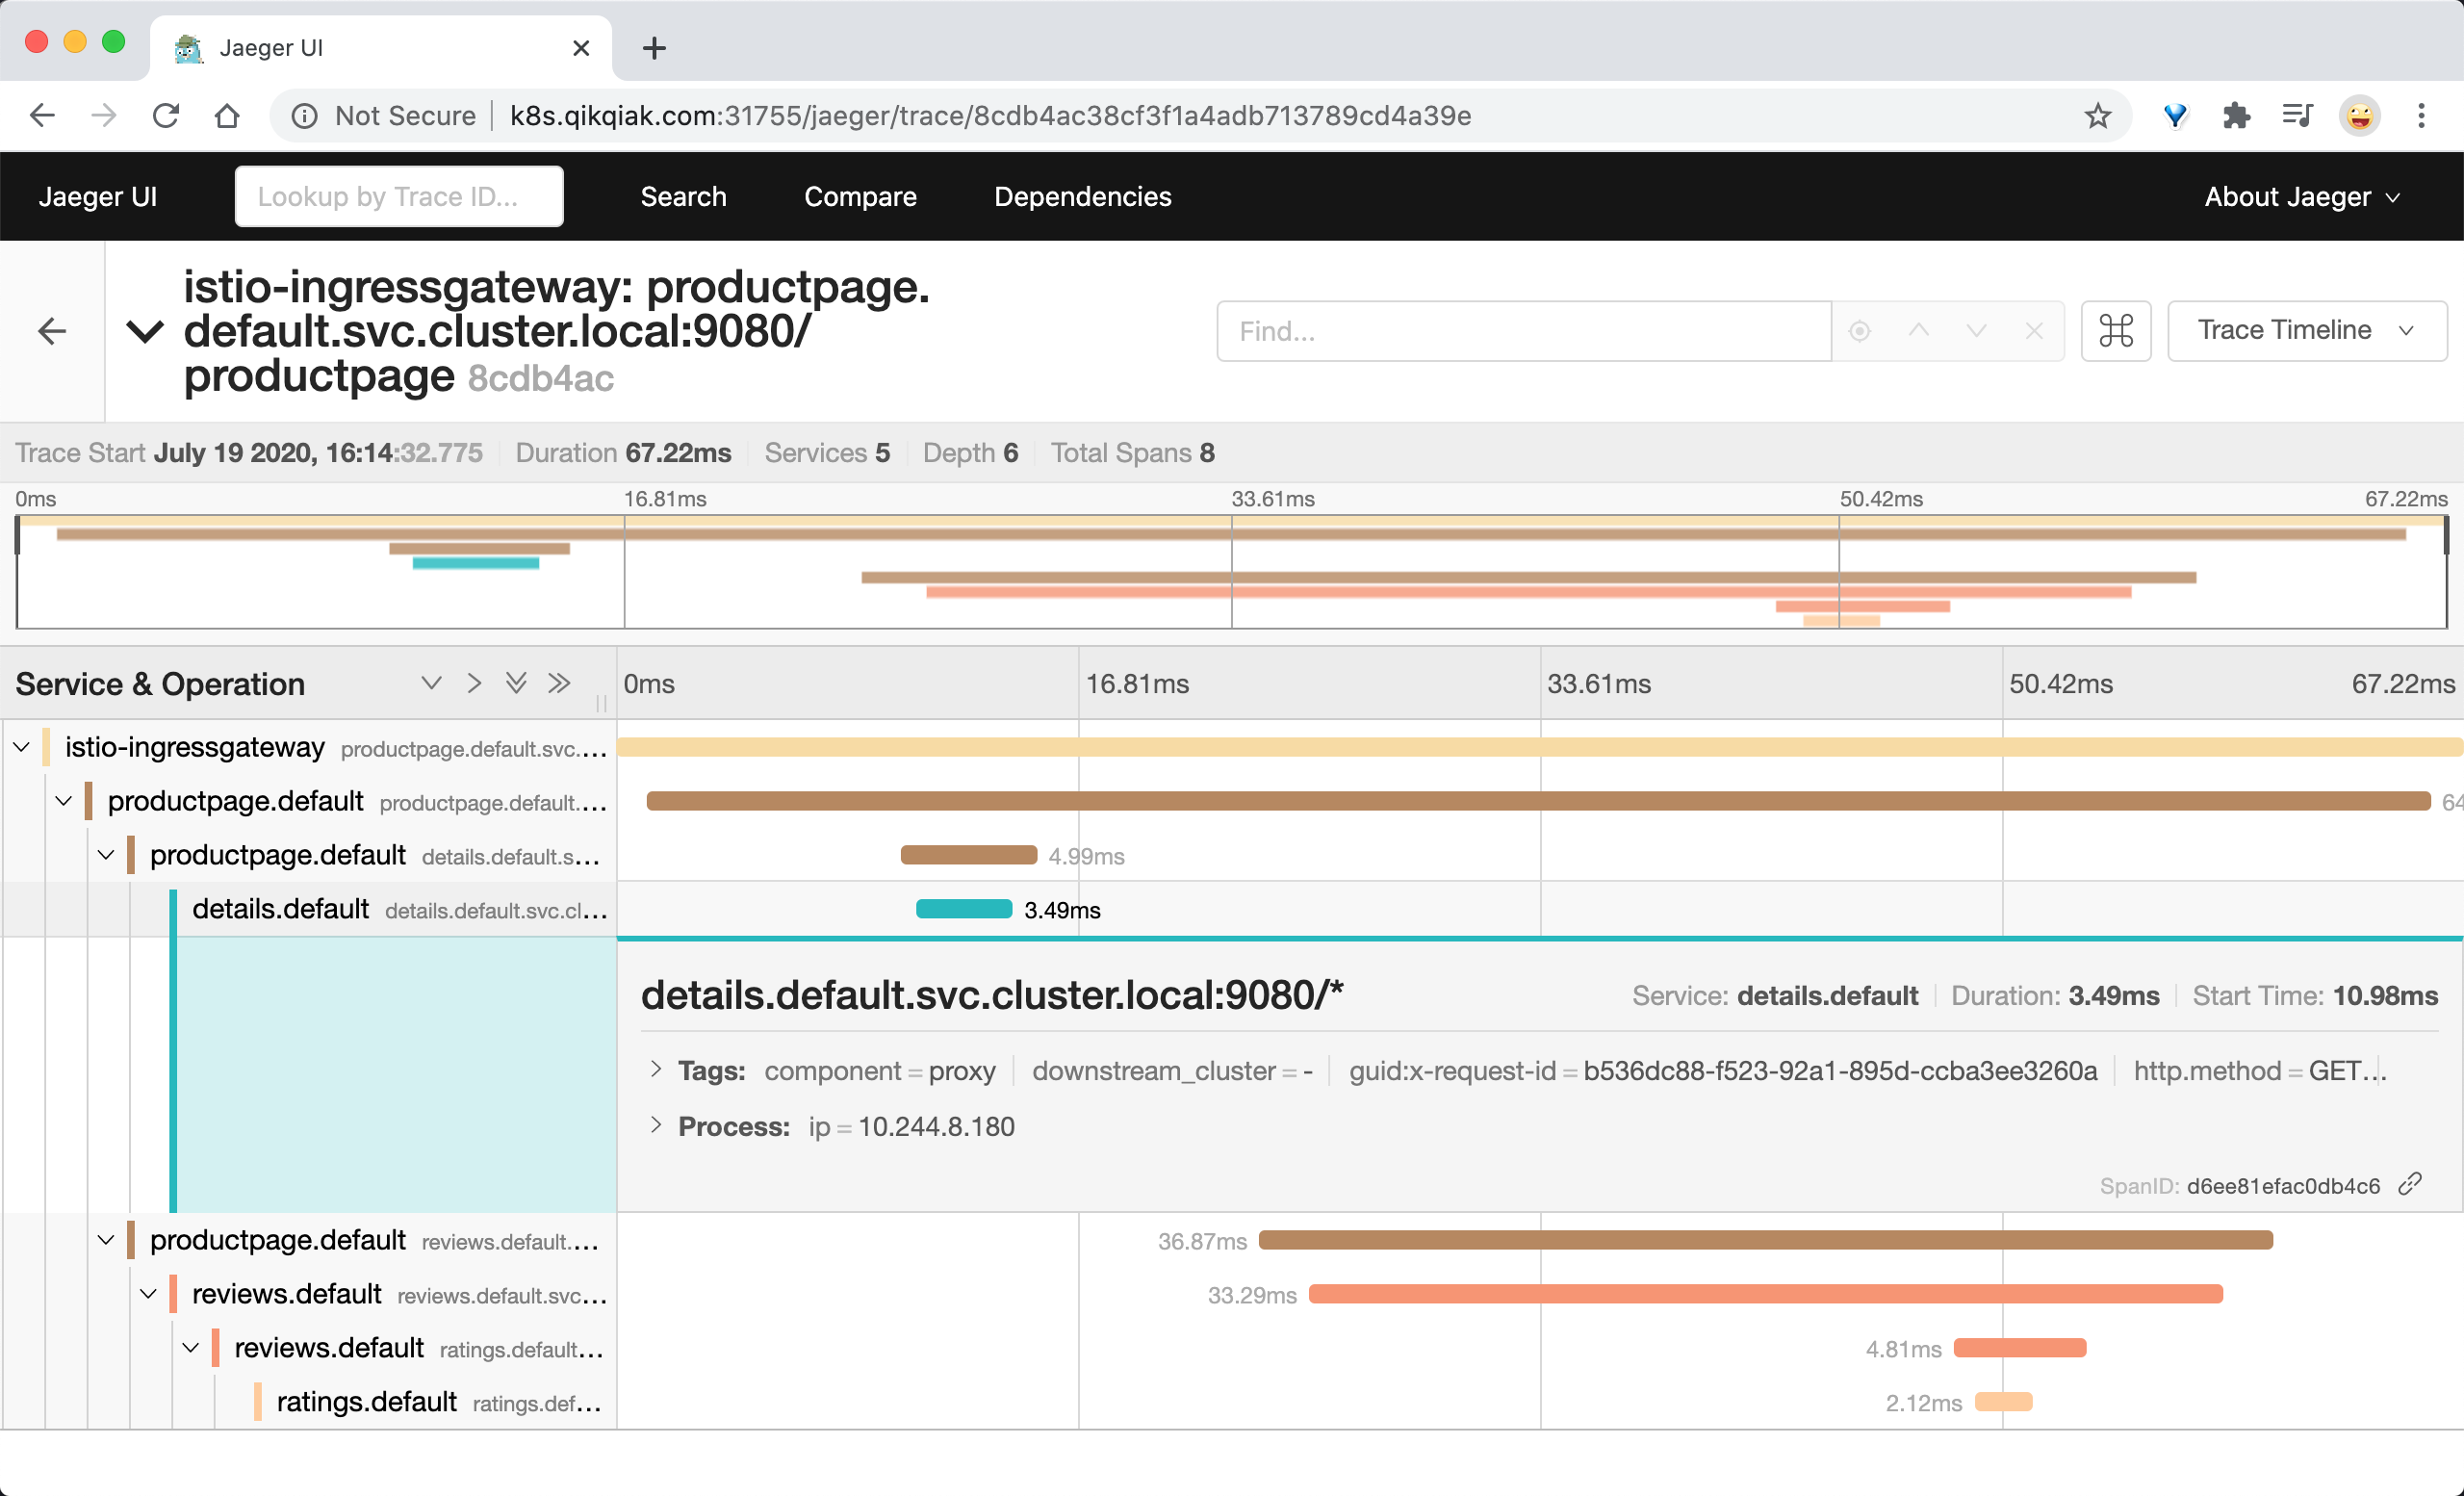 Jaeger UI
Not Secure k8s.qikqiak.com:31755/jaeger/trace/8cdb4ac38cf3f1a4adb713789cd4a39e
Jaeger UI Lookup by Trace ID... Search Compare Dependencies About Jaeger
istio-ingressgateway: productpage.
default.svc.cluster.local:9080/
productpage 8cdb4ac
Find...
Trace Timeline
Trace Start July 19 2020, 16:14:32.775 Duration 67.22ms Services 5 Depth 6 Total Spans 8
0ms 16.81ms 33.61ms 50.42ms 67.22ms
Service & Operation 0ms 16.81ms 33.61ms 50.42ms 67.22ms
istio-ingressgateway productpage.default.svc....
productpage.default productpage.default.... 64
productpage.default details.default.s... 4.99ms
details.default details.default.svc.cl... 3.49ms
details.default.svc.cluster.local:9080/* Service: details.default Duration: 3.49ms Start Time: 10.98ms
Tags: component = proxy downstream_cluster = - guid:x-request-id = b536dc88-f523-92a1-895d-ccba3ee3260a http.method = GET...
Process: ip = 10.244.8.180
SpanID: d6ee81efac0db4c6
productpage.default reviews.default.... 36.87ms
reviews.default reviews.default.svc... 33.29ms
reviews.default ratings.default... 4.81ms
ratings.default ratings.def... 2.12ms